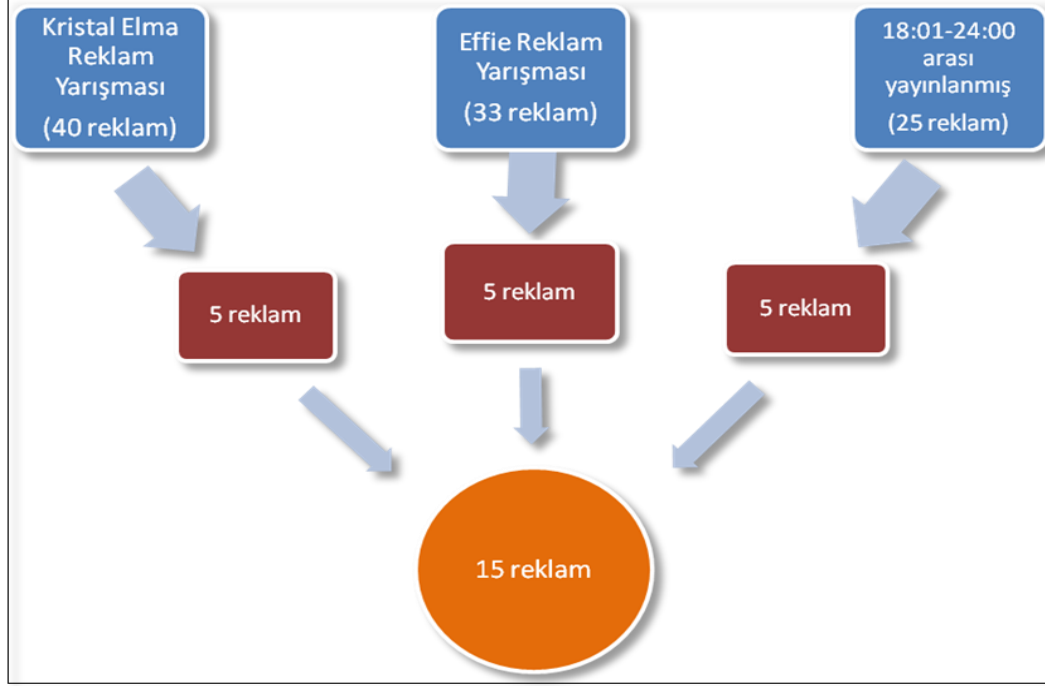 Kristal Elma
Reklam
Yarışması
(40 reklam)
Effie Reklam
Yarışması
(33 reklam)
18:01-24:00
arası
yayınlanmış
(25 reklam)
5 reklam
5 reklam
5 reklam
15 reklam